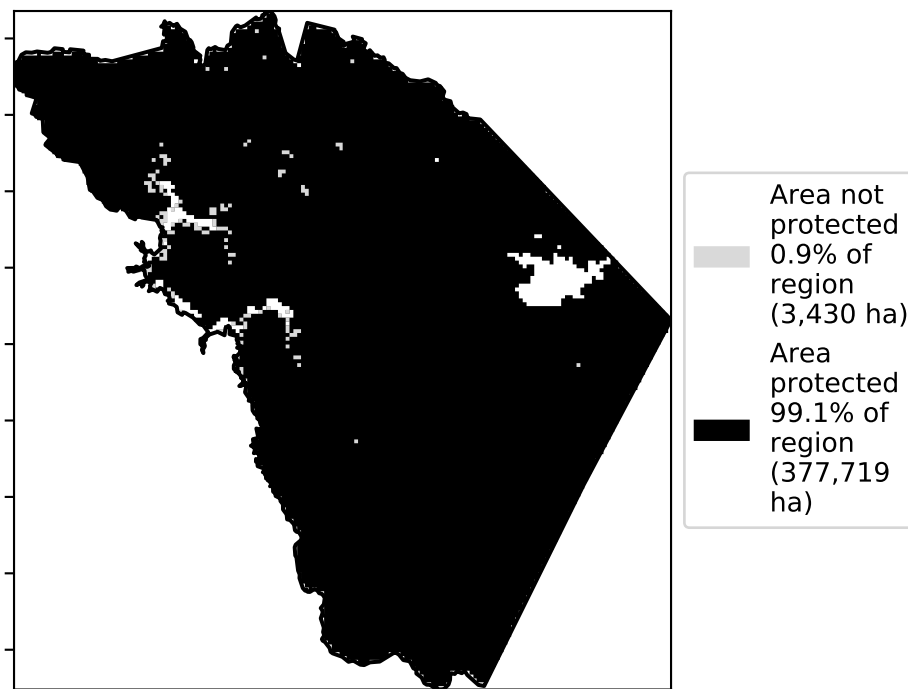 Area not
protected
0.9% of
region
(3,430 ha)
Area
protected
99.1% of
region
(377,719
ha)